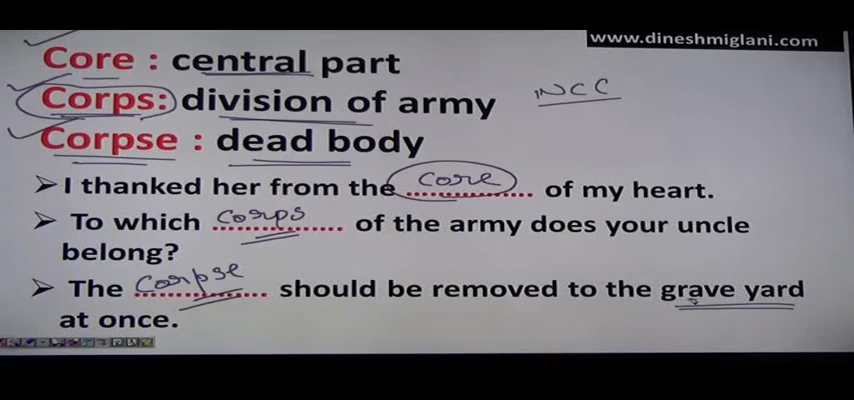 www.dineshmiglani.com
Core : central part
Corps: division of army NCC
Corpse : dead body
➤ I thanked her from the core of my heart.
➤ To which corps of the army does your uncle
belong?
➤ The corpse should be removed to the grave yard
at once.